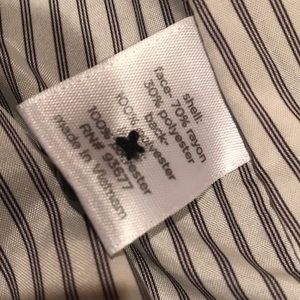 shell:
face- 70% rayon
30% polyester
back-
100% polyester
100% polyester
RN# 93677
made in Vietnam